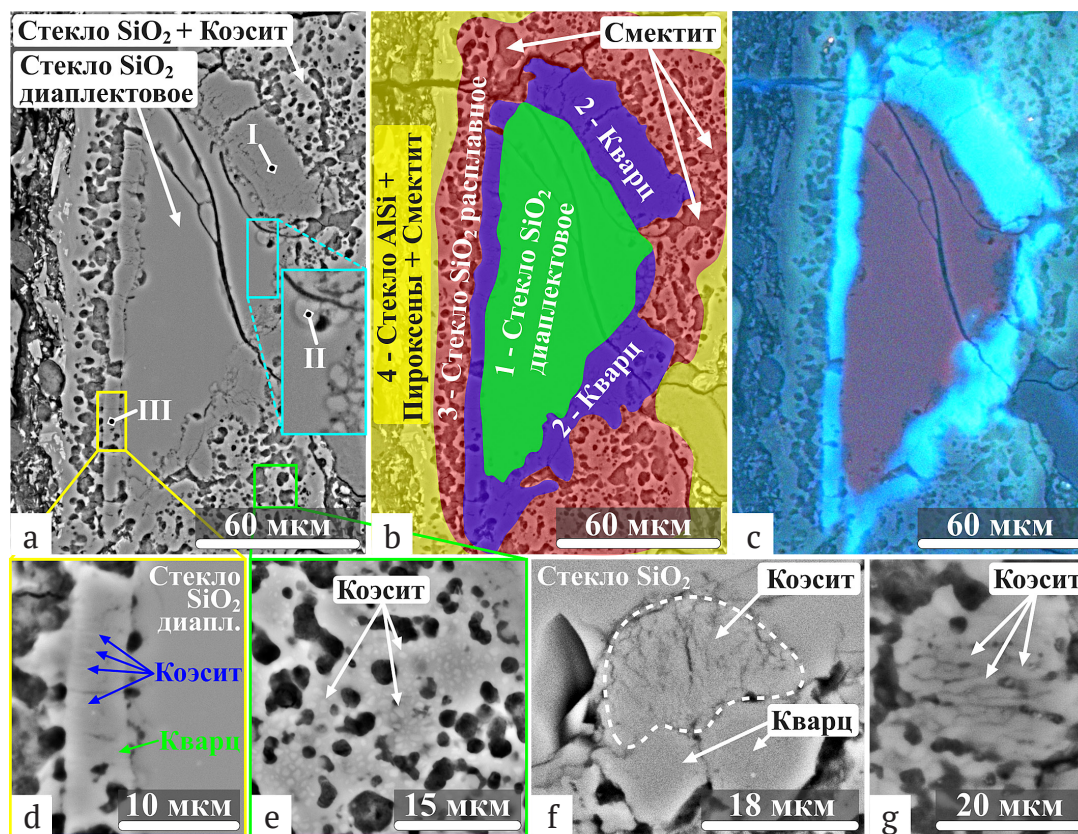 Стекло SiO₂ + Коэсит
Стекло SiO₂
диаплектовое
I
II
III
60 мкм
a
Смектит
2 - Кварц
1 - Стекло SiO₂
диаплектовое
2 - Кварц
3 - Стекло SiO₂ расплавное
4 - Стекло AlSi +
Пироксены + Смектит
60 мкм
b
60 мкм
c
Стекло
SiO₂
диапл.
Коэсит
Кварц
10 мкм
d
Коэсит
15 мкм
e
Стекло SiO₂
Коэсит
Кварц
18 мкм
f
Коэсит
20 мкм
g